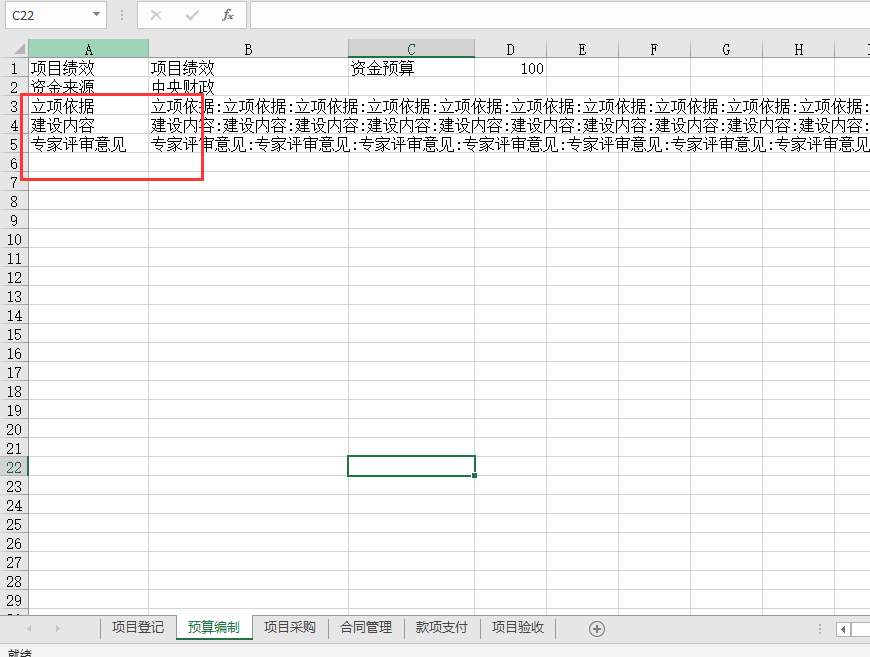 C22
fx
A B C D E F G H
1 项目绩效 项目绩效 资金预算 100
2 资金来源 中央财政
3 立项依据 立项依据:立项依据:立项依据:立项依据:立项依据:立项依据:立项依据:立项依据:立项依据:立项依据:
4 建设内容 建设内容:建设内容:建设内容:建设内容:建设内容:建设内容:建设内容:建设内容:建设内容:建设内容:
5 专家评审意见 专家评审意见:专家评审意见:专家评审意见:专家评审意见:专家评审意见:专家评审意见:专家评审意见
6
7
8
9
10
11
12
13
14
15
16
17
18
19
20
21
22
23
24
25
26
27
28
29
项目登记 预算编制 项目采购 合同管理 款项支付 项目验收
就绪